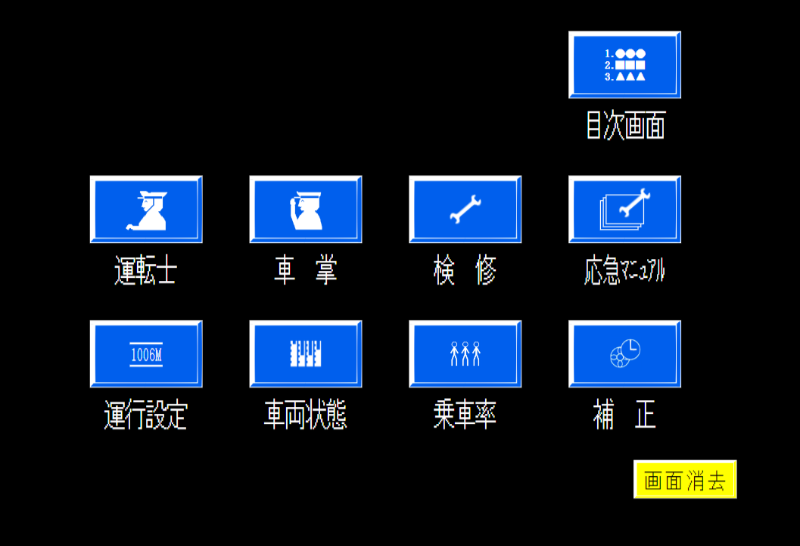 1.
2.
3.
目次画面
運転士
車 掌
検 修
応急ﾏﾆｭｱﾙ
1006M
運行設定
車両状態
乗車率
補 正
画面消去